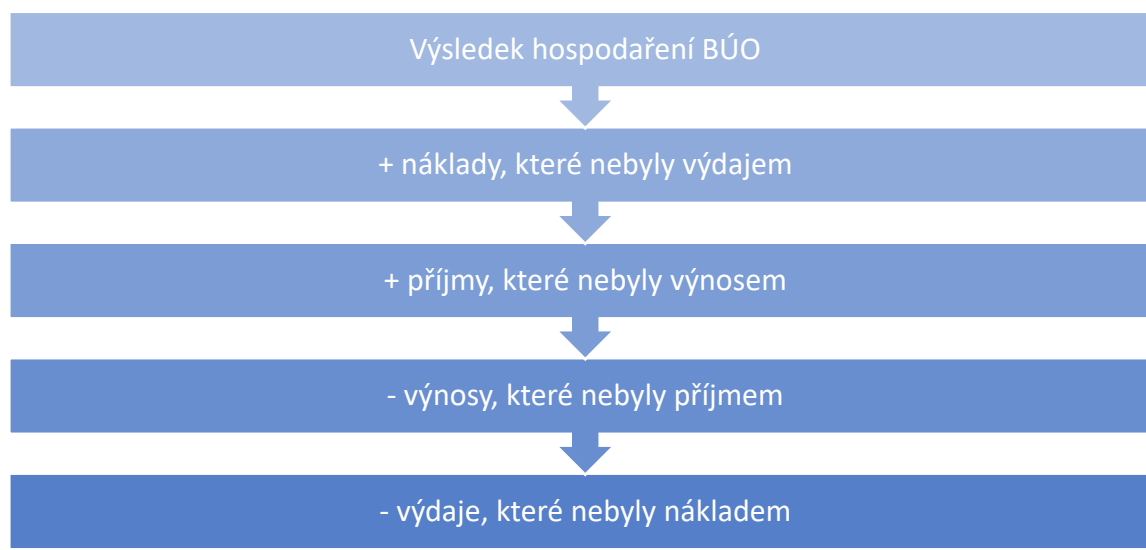 Výsledek hospodaření BÚO
+ náklady, které nebyly výdajem
+ příjmy, které nebyly výnosem
- výnosy, které nebyly příjmem
- výdaje, které nebyly nákladem